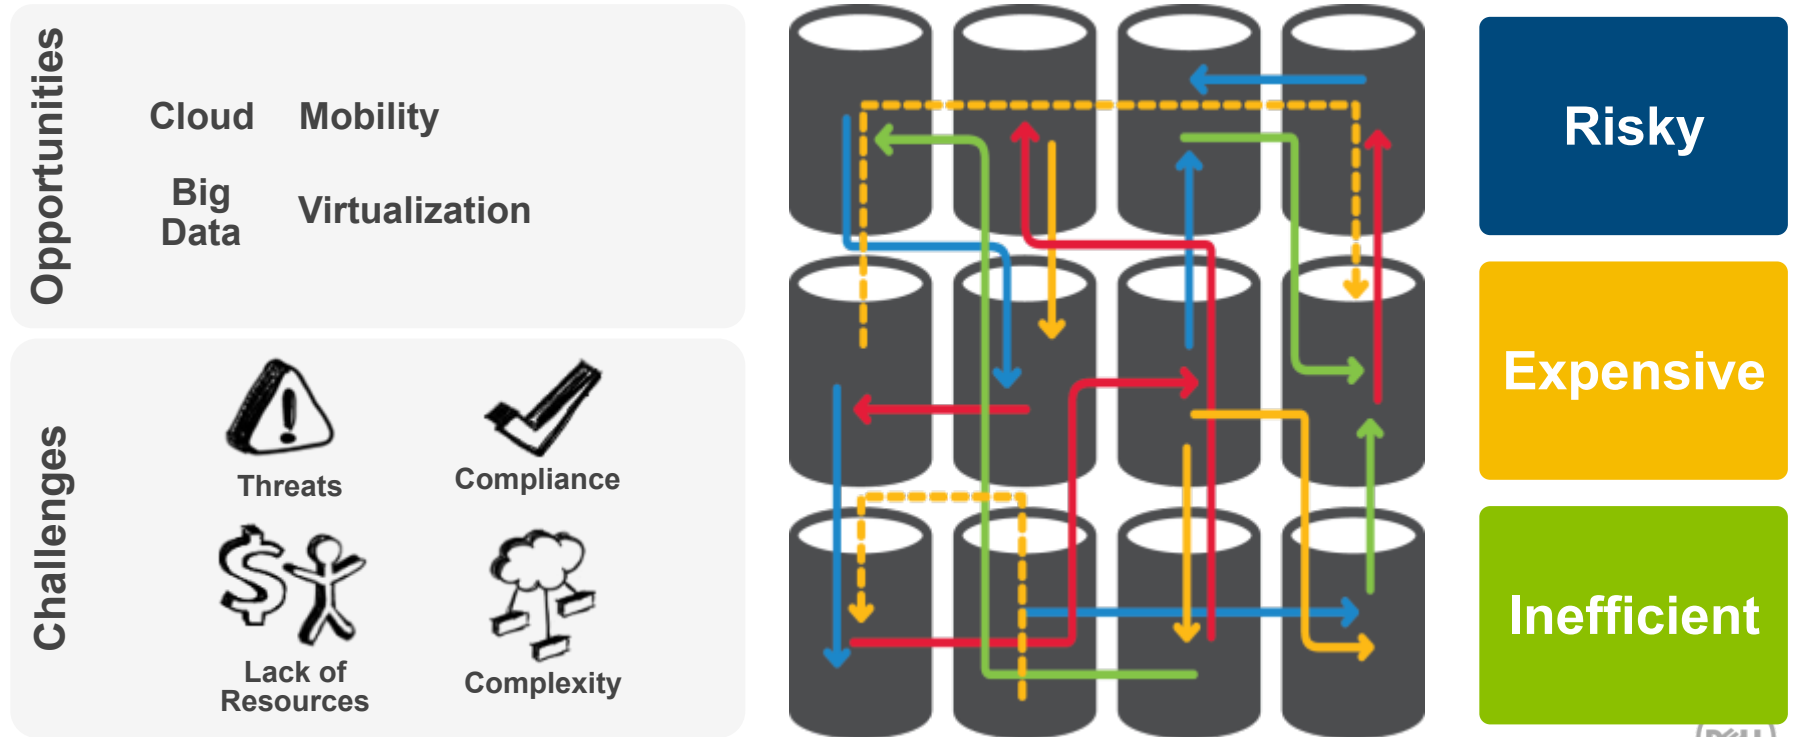 Opportunities
Cloud
Mobility
Big
Data
Virtualization
Challenges
Threats
Compliance
Lack of
Resources
Complexity
Risky
Expensive
Inefficient